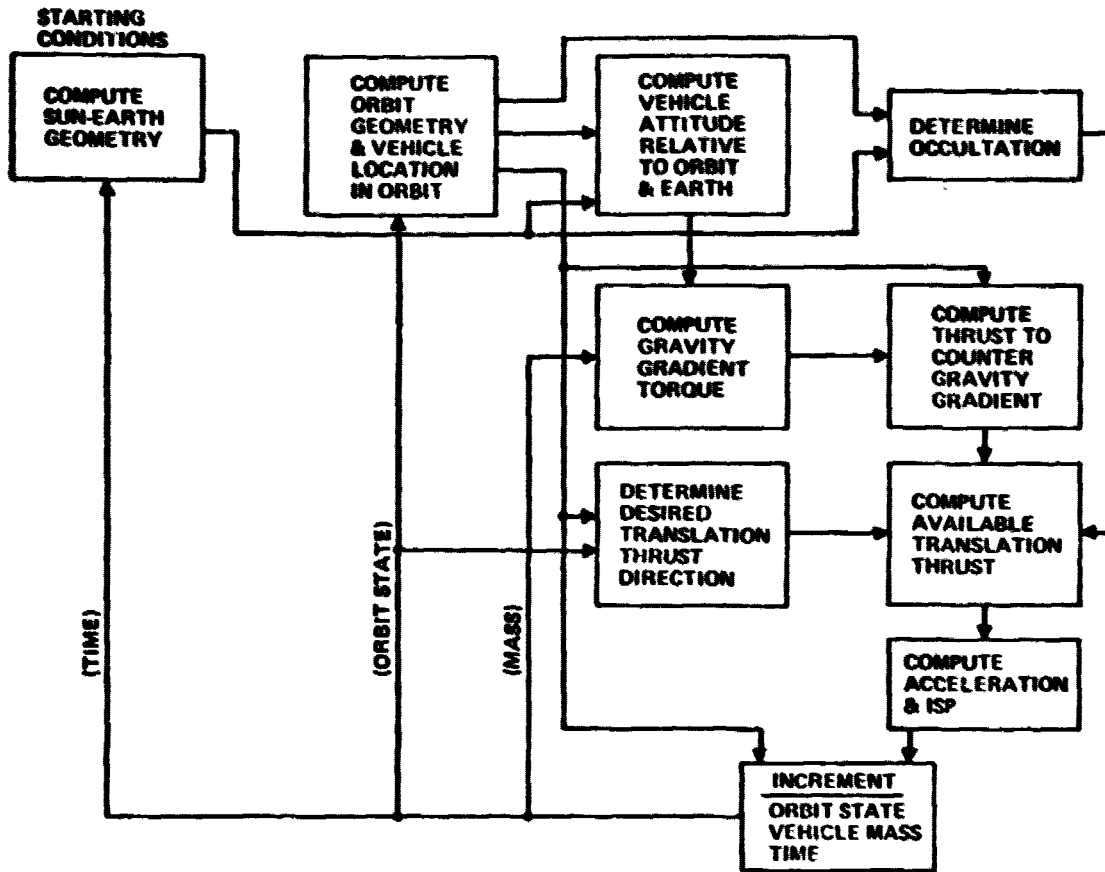 STARTING
CONDITIONS
COMPUTE
SUN-EARTH
GEOMETRY
COMPUTE
ORBIT
GEOMETRY
& VEHICLE
LOCATION
IN ORBIT
COMPUTE
VEHICLE
ATTITUDE
RELATIVE
TO ORBIT
& EARTH
DETERMINE
OCCULTATION
COMPUTE
GRAVITY
GRADIENT
TORQUE
COMPUTE
THRUST TO
COUNTER
GRAVITY
GRADIENT
DETERMINE
DESIRED
TRANSLATION
THRUST
DIRECTION
COMPUTE
AVAILABLE
TRANSLATION
THRUST
(TIME)
(ORBIT STATE)
(MASS)
COMPUTE
ACCELERATION
& ISP
INCREMENT
ORBIT STATE
VEHICLE MASS
TIME